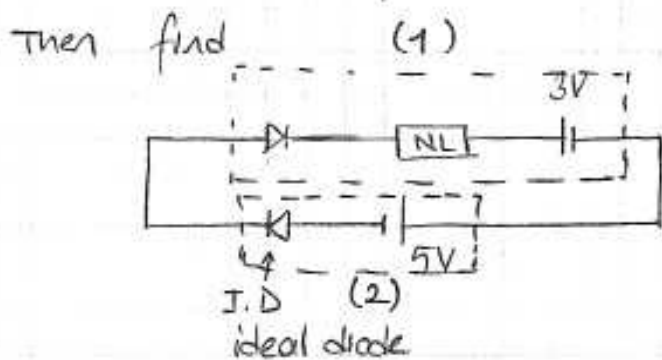 Then find (1)
3V
NL
5V
I.D (2)
ideal diode